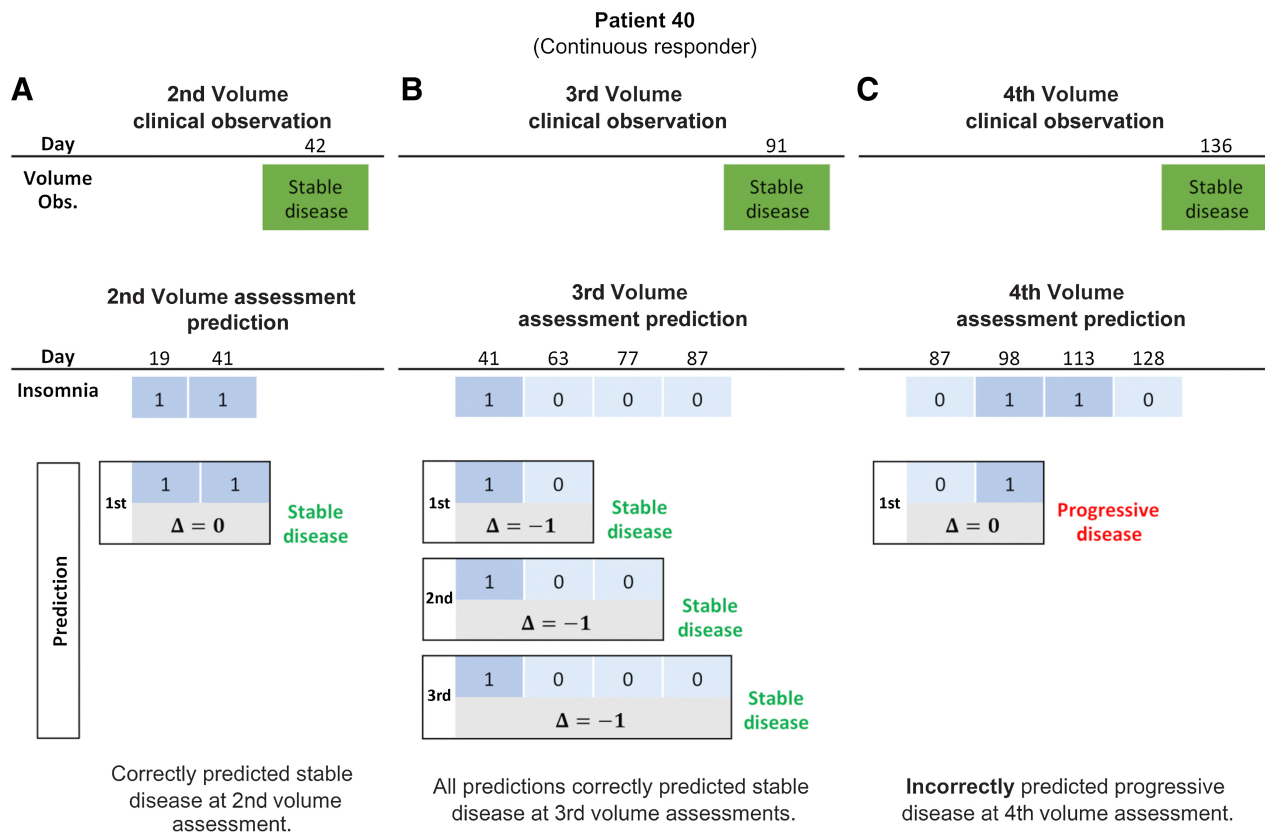 Patient 40
(Continuous responder)
A
2nd Volume
clinical observation
Day
42
Volume
Obs.
Stable
disease
2nd Volume assessment
prediction
Day
19 41
Insomnia
1 1
Prediction
1st
1 1
Δ = 0
Stable
disease
Correctly predicted stable
disease at 2nd volume
assessment.
B
3rd Volume
clinical observation
91
Stable
disease
3rd Volume
assessment prediction
41 63 77 87
1 0 0 0
1st
1 0
Δ = −1
Stable
disease
2nd
1 0 0
Δ = −1
Stable
disease
3rd
1 0 0 0
Δ = −1
Stable
disease
All predictions correctly predicted stable
disease at 3rd volume assessments.
C
4th Volume
clinical observation
136
Stable
disease
4th Volume
assessment prediction
87 98 113 128
0 1 1 0
1st
0 1
Δ = 0
Progressive
disease
Incorrectly predicted progressive
disease at 4th volume assessment.